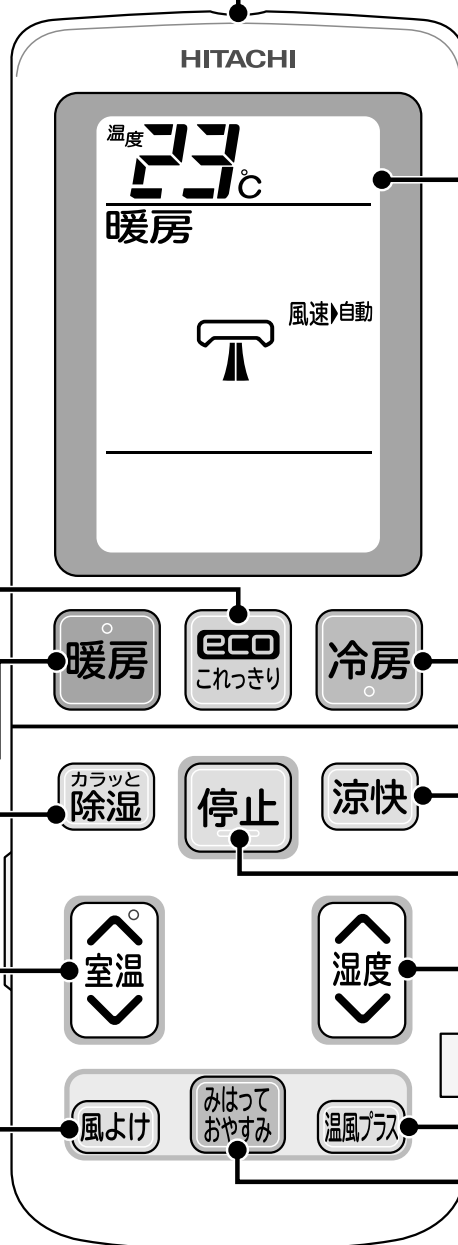 HITACHI
温度23℃
暖房
風速▶自動
暖房
eco
これっきり
冷房
カラッと
除湿
停止
涼快
室温
湿度
風よけ
みはって
おやすみ
温風プラス